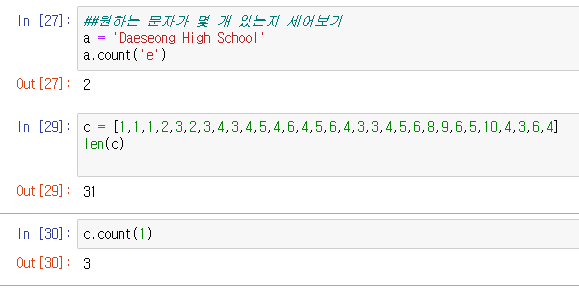 In [27]: ##원하는 문자가 몇 개 있는지 세어보기
a = 'Daeseong High School'
a.count('e')
Out[27]: 2
In [29]: c = [1,1,1,2,3,2,3,4,3,4,5,4,6,4,5,6,4,3,3,4,5,6,8,9,6,5,10,4,3,6,4]
len(c)
Out[29]: 31
In [30]: c.count(1)
Out[30]: 3